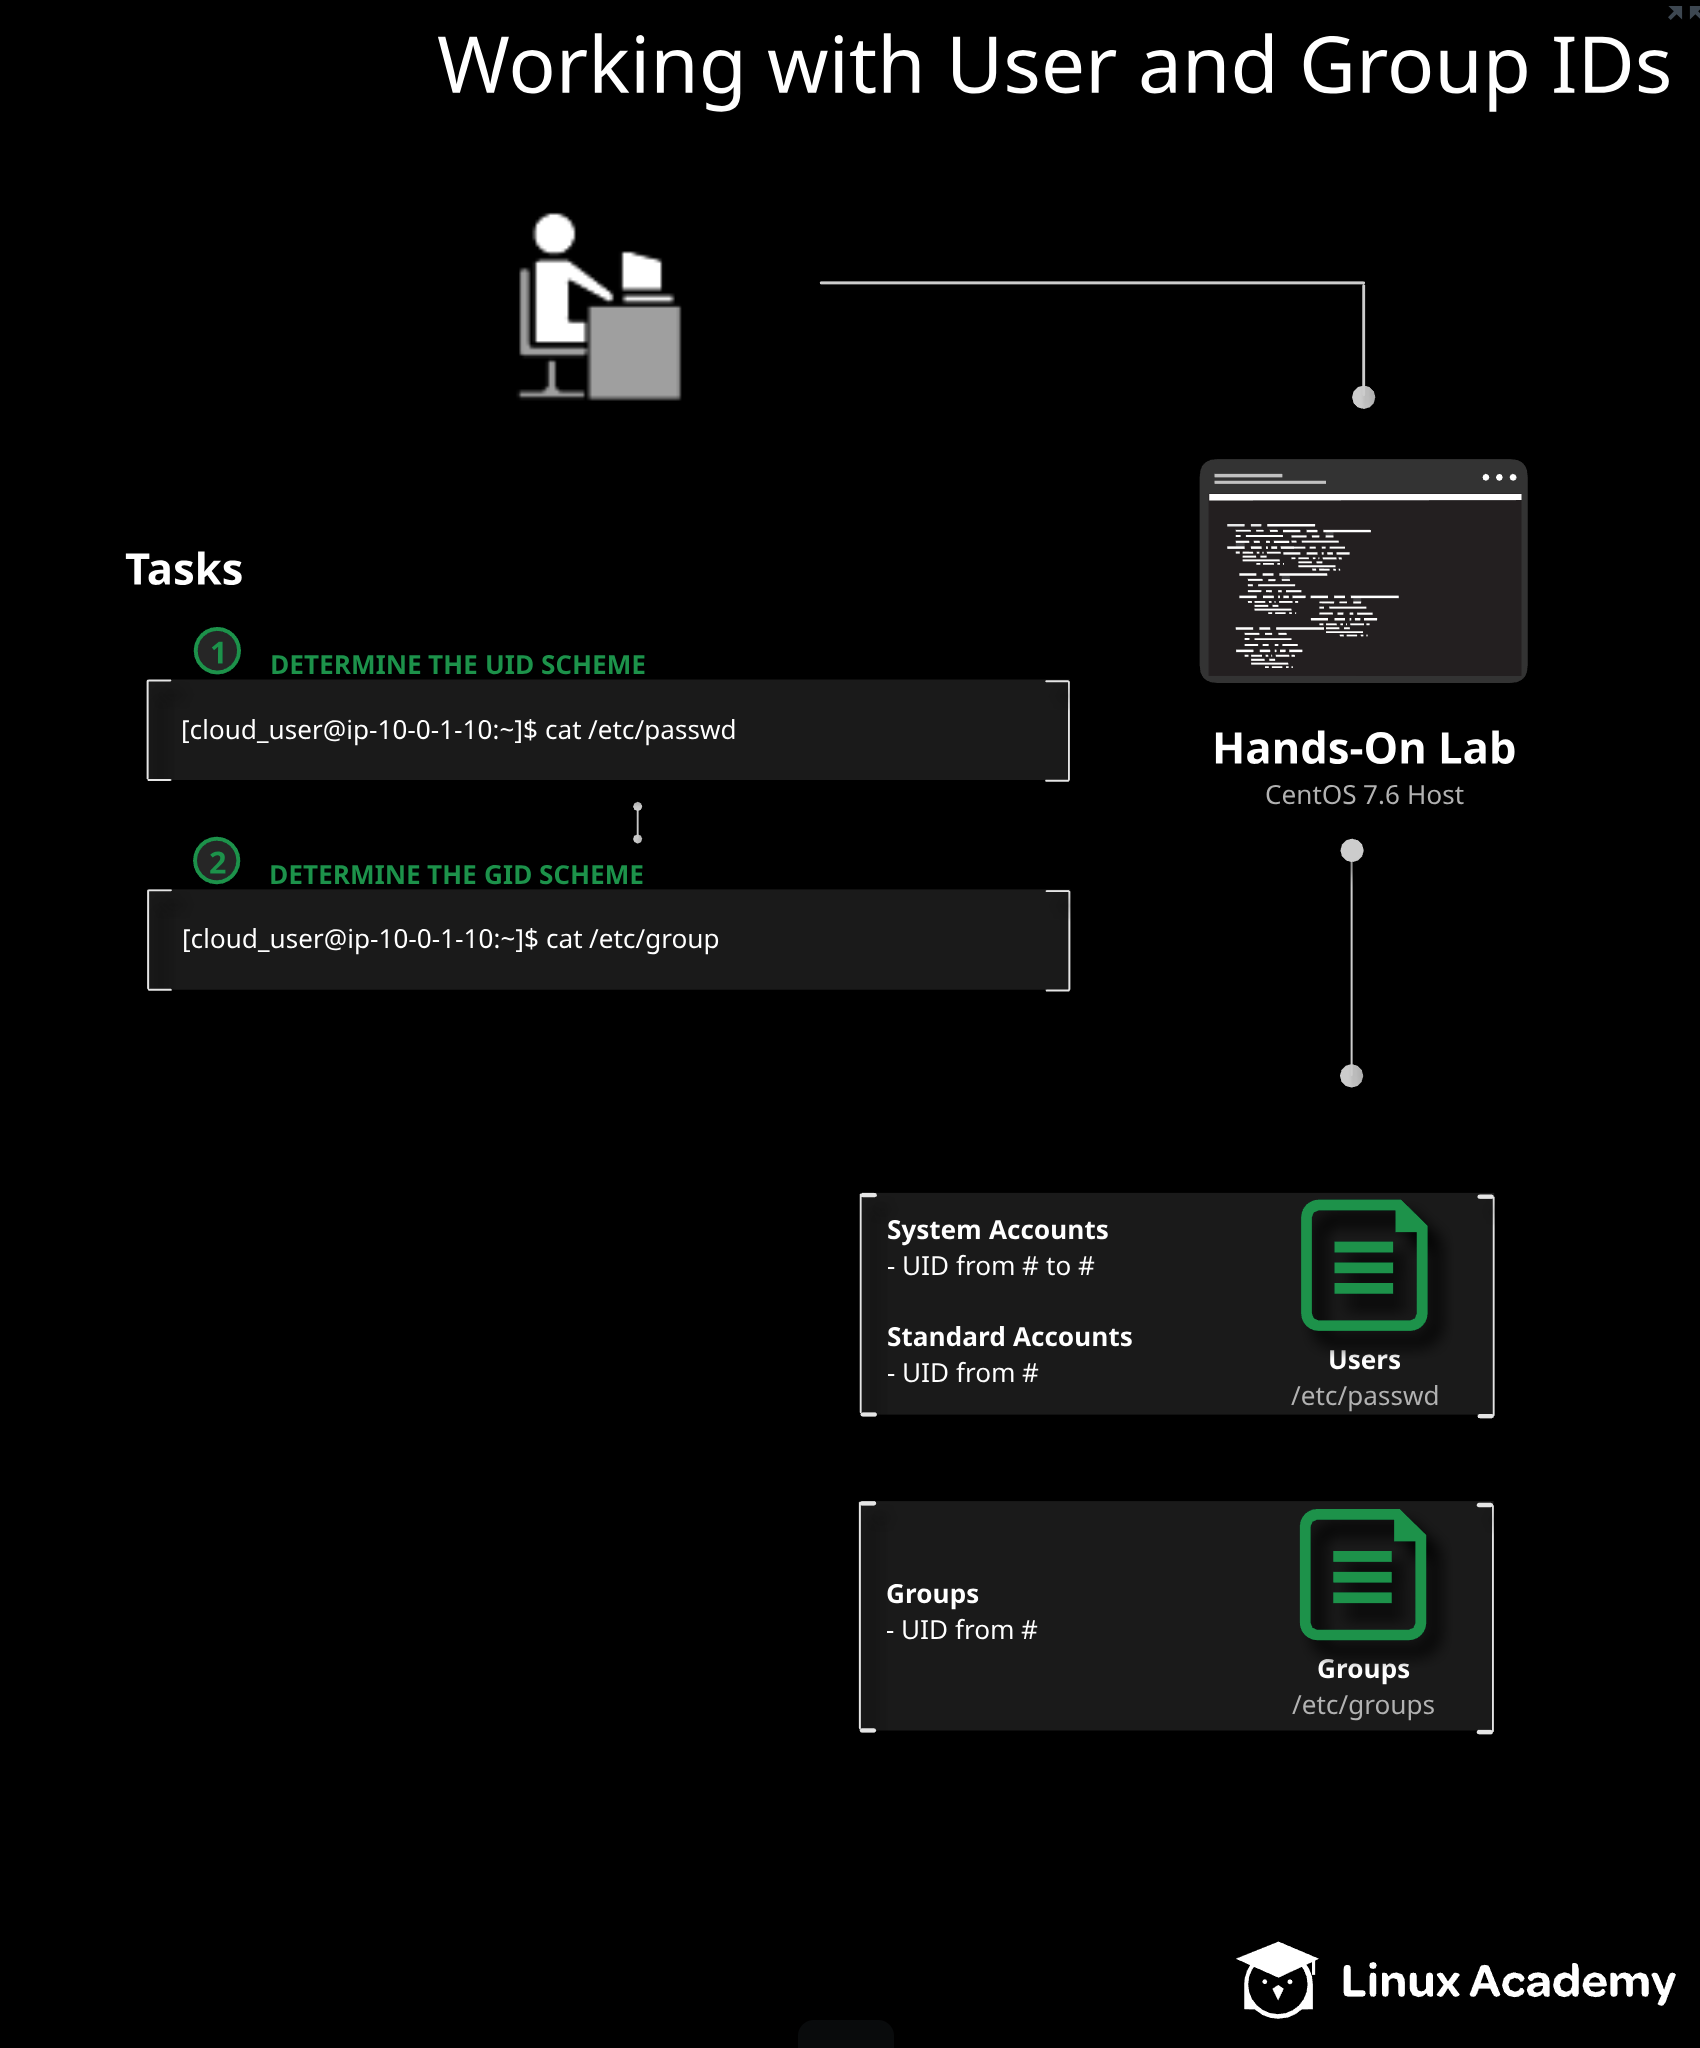 Working with User and Group IDs
Tasks
1
DETERMINE THE UID SCHEME
[cloud_user@ip-10-0-1-10:~]$ cat /etc/passwd
2
DETERMINE THE GID SCHEME
[cloud_user@ip-10-0-1-10:~]$ cat /etc/group
Hands-On Lab
CentOS 7.6 Host
System Accounts
- UID from # to #
Standard Accounts
- UID from #
Users
/etc/passwd
Groups
- UID from #
Groups
/etc/groups
Linux Academy